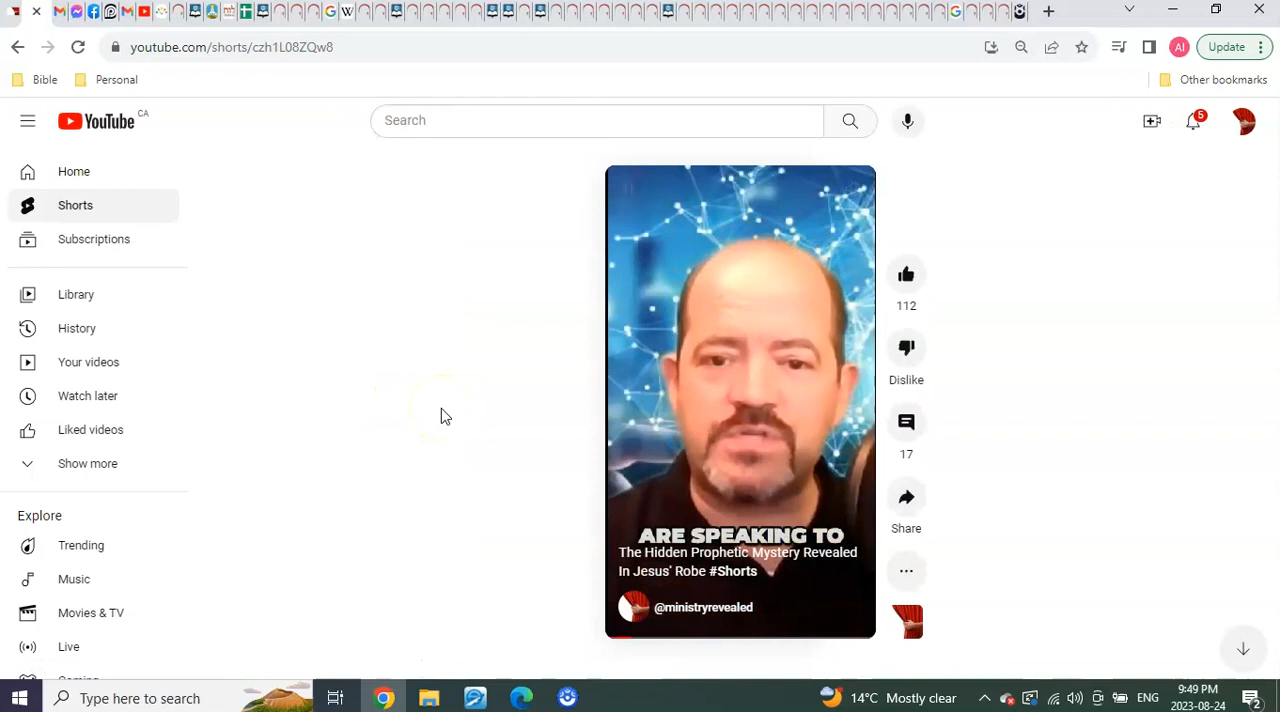 youtube.com/shorts/czh1L08ZQw8
AI
Update
Bible
Personal
Other bookmarks
YouTube CA
Search
5
Home
Shorts
Subscriptions
Library
History
Your videos
Watch later
Liked videos
Show more
Explore
Trending
Music
Movies & TV
Live
112
Dislike
17
Share
ARE SPEAKING TO
The Hidden Prophetic Mystery Revealed
In Jesus' Robe #Shorts
@ministryrevealed
Type here to search
14°C Mostly clear
ENG
9:49 PM
2023-08-24
2